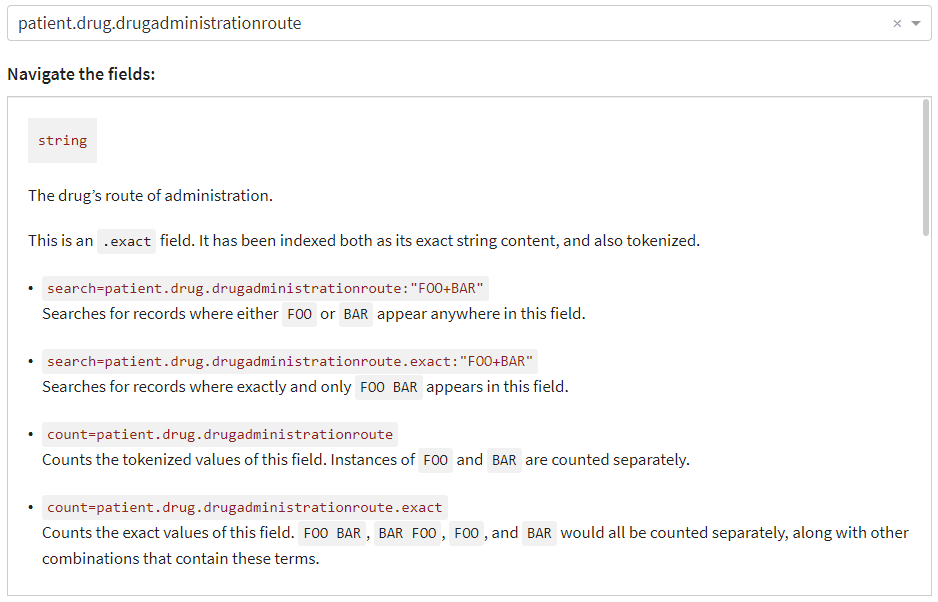 patient.drug.drugadministrationroute
Navigate the fields:
string
The drug’s route of administration.
This is an .exact field. It has been indexed both as its exact string content, and also tokenized.
• search=patient.drug.drugadministrationroute:"FOO+BAR"
Searches for records where either FOO or BAR appear anywhere in this field.
• search=patient.drug.drugadministrationroute.exact:"FOO+BAR"
Searches for records where exactly and only FOO BAR appears in this field.
• count=patient.drug.drugadministrationroute
Counts the tokenized values of this field. Instances of FOO and BAR are counted separately.
• count=patient.drug.drugadministrationroute.exact
Counts the exact values of this field. FOO BAR, BAR FOO, FOO, and BAR would all be counted separately, along with other
combinations that contain these terms.